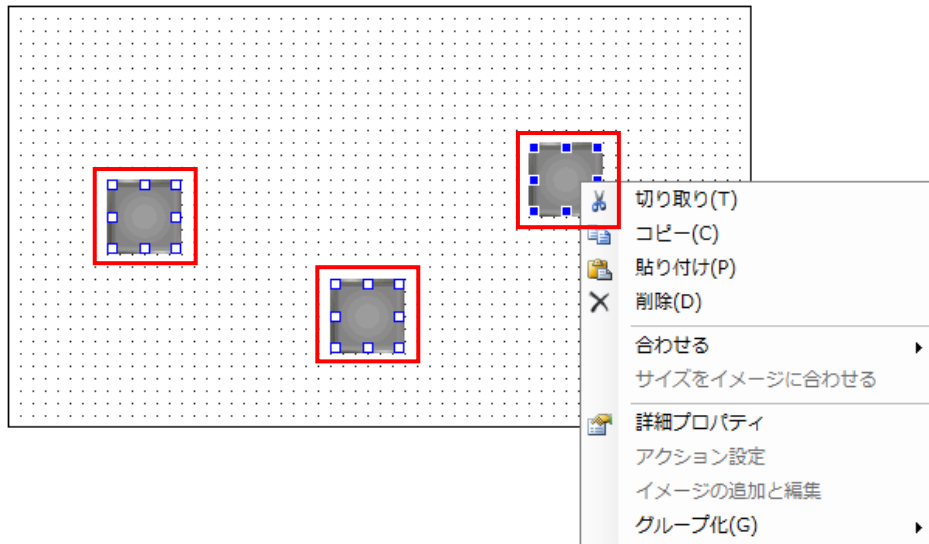 切り取り(T)
コピー(C)
貼り付け(P)
削除(D)
合わせる
サイズをイメージに合わせる
詳細プロパティ
アクション設定
イメージの追加と編集
グループ化(G)